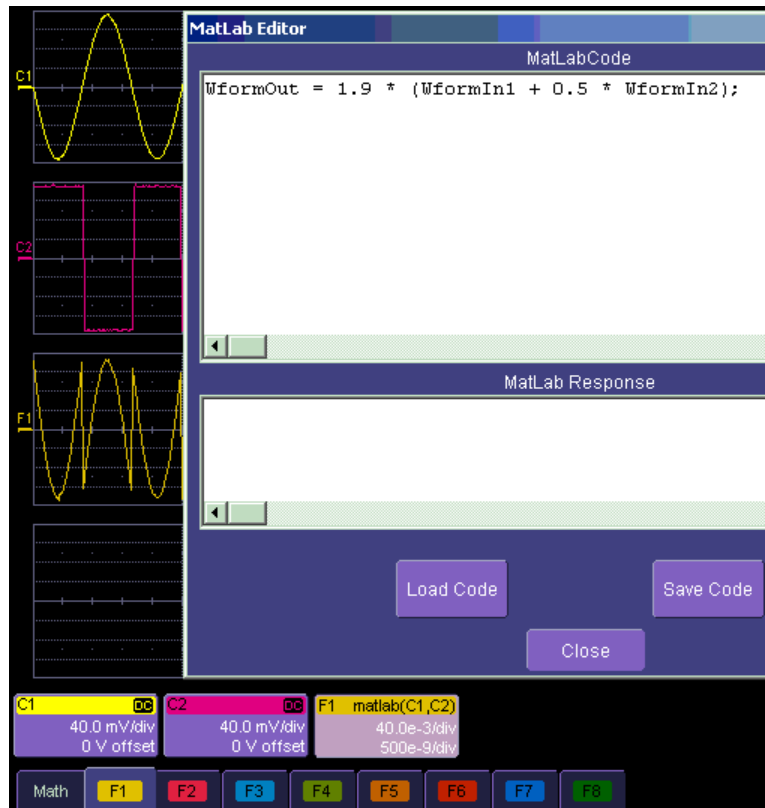 MatLab Editor
MatLabCode
WformOut = 1.9 * (WformIn1 + 0.5 * WformIn2);
C1
C2
F1
MatLab Response
Load Code
Save Code
Close
C1 DC
40.0 mV/div
0 V offset
C2 DC
40.0 mV/div
0 V offset
F1 matlab(C1,C2)
40.0e-3/div
500e-9/div
Math F1 F2 F3 F4 F5 F6 F7 F8